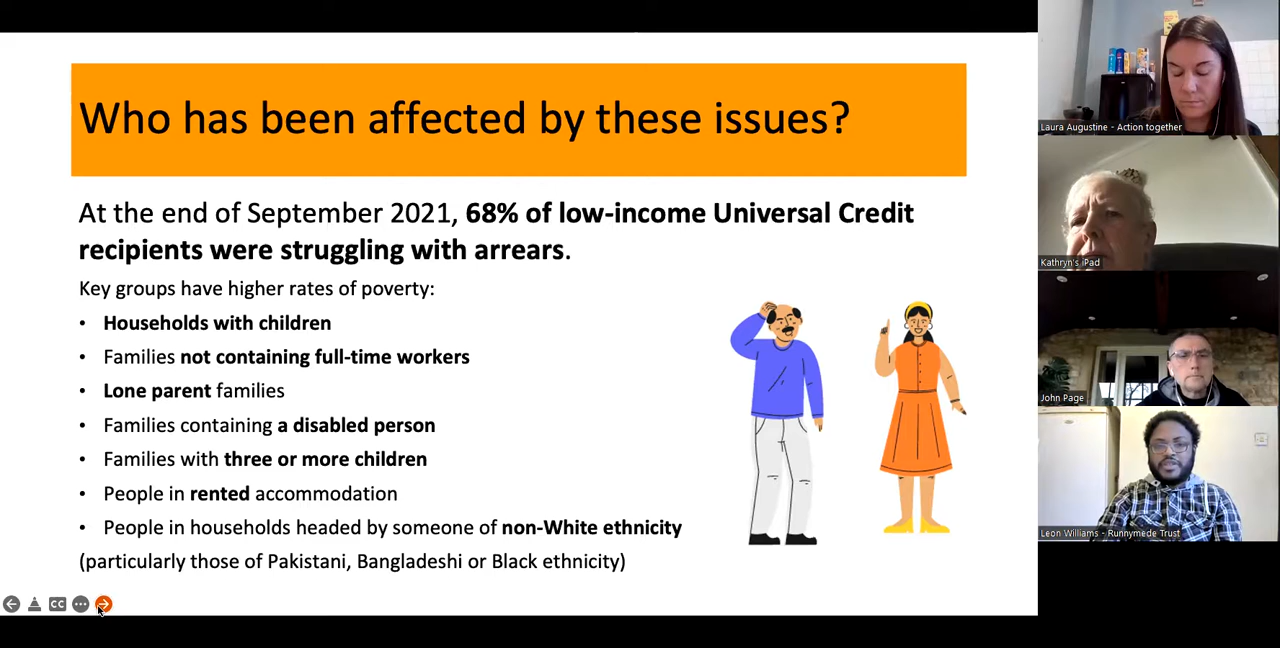 Who has been affected by these issues?
At the end of September 2021, 68% of low-income Universal Credit
recipients were struggling with arrears.
Key groups have higher rates of poverty:
• Households with children
• Families not containing full-time workers
• Lone parent families
• Families containing a disabled person
• Families with three or more children
• People in rented accommodation
• People in households headed by someone of non-White ethnicity
(particularly those of Pakistani, Bangladeshi or Black ethnicity)
CC
Laura Augustine - Action together
Kathryn's iPad
John Page
Leon Williams - Runnymede Trust